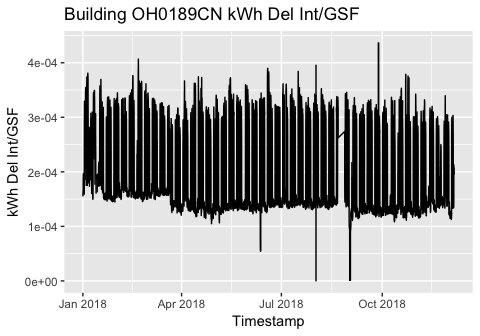 Building OH0189CN kWh Del Int/GSF
4e-04
3e-04
2e-04
1e-04
0e+00
kWh Del Int/GSF
Jan 2018
Apr 2018
Jul 2018
Oct 2018
Timestamp